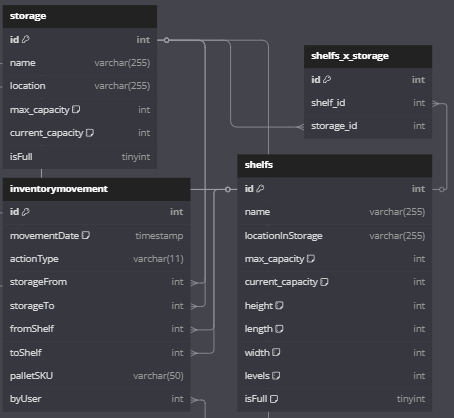 storage
id int
name varchar(255)
location varchar(255)
max_capacity int
current_capacity int
isFull tinyint
shelfs_x_storage
id int
shelf_id int
storage_id int
inventorymovement
id int
movementDate timestamp
actionType varchar(11)
storageFrom int
storageTo int
fromShelf int
toShelf int
palletSKU varchar(50)
byUser int
shelfs
id int
name varchar(255)
locationInStorage varchar(255)
max_capacity int
current_capacity int
height int
length int
width int
levels int
isFull tinyint